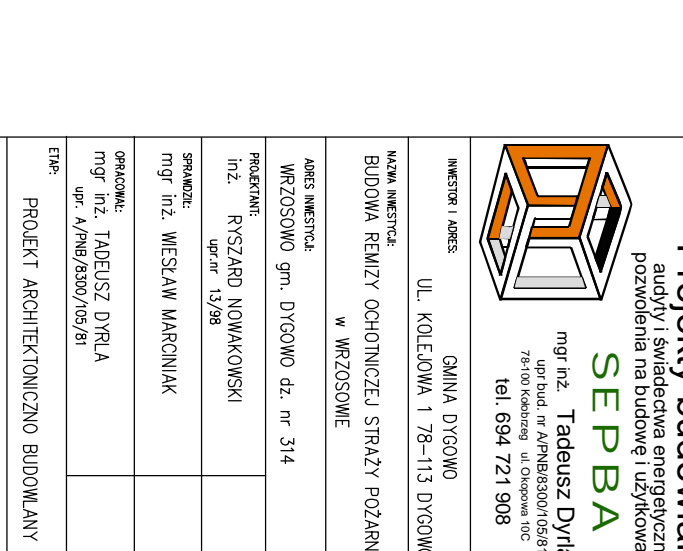 audyty i świadectwa energetyczn
pozwolenia na budowę i użytkowa
SEPBA
mgr inż. Tadeusz Dyrla
upr bud. nr A/PNB/8300/105/81
78-100 Kołobrzeg ul. Okopowa 10C
tel. 694 721 908
INWESTOR I ADRES:
GMINA DYGOWO
UL. KOLEJOWA 1 78-113 DYGOWO
NAZWA INWESTYCJI:
BUDOWA REMIZY OCHOTNICZEJ STRAŻY POŻARN
w WRZOSOWIE
ADRES INWESTYCJI:
WRZOSOWO gm. DYGOWO dz. nr 314
PROJEKTANT:
inż. RYSZARD NOWAKOWSKI
upr.nr 13/98
SPRAWDZIŁ:
mgr inż. WIESŁAW MARCINIAK
OPRACOWAŁ:
mgr inż. TADEUSZ DYRLA
upr. A/PNB/8300/105/81
ETAP:
PROJEKT ARCHITEKTONICZNO BUDOWLANY